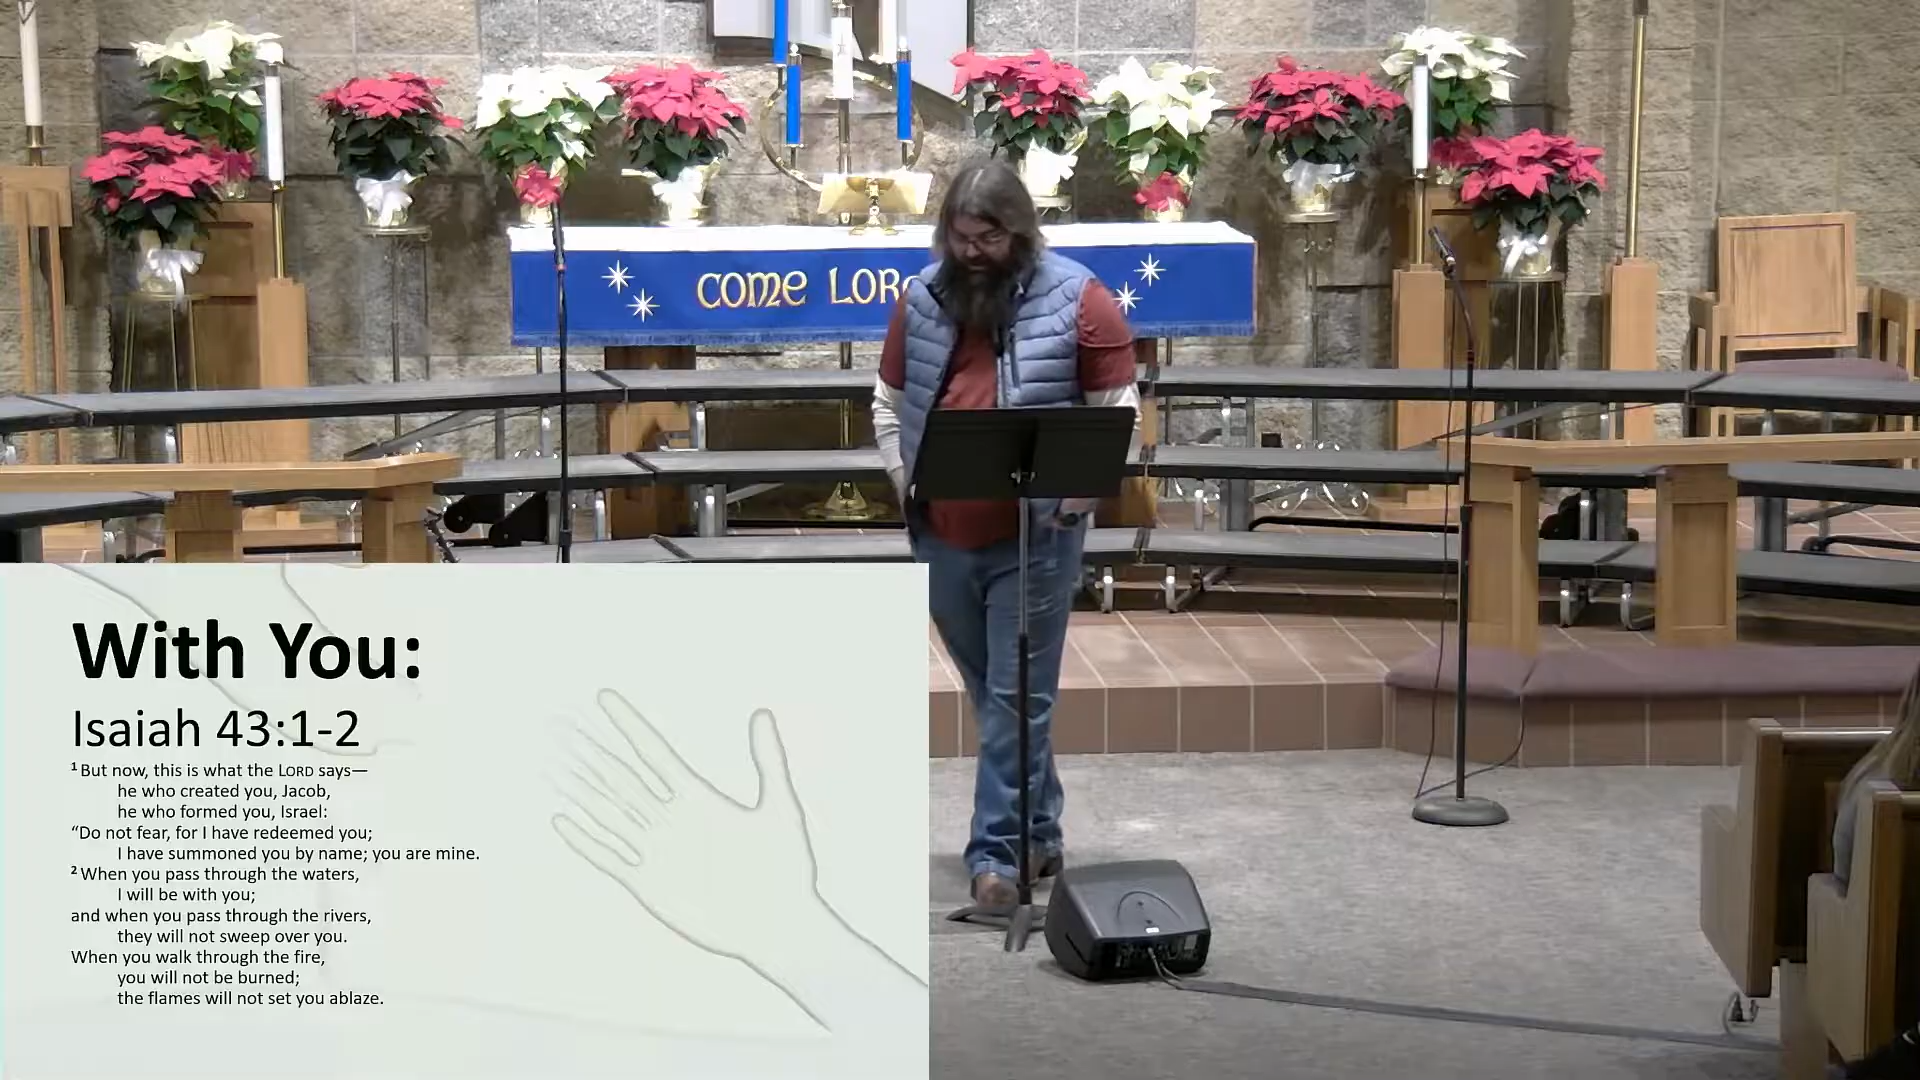 COME LOR
With You:
Isaiah 43:1-2
¹ But now, this is what the LORD says—
he who created you, Jacob,
he who formed you, Israel:
“Do not fear, for I have redeemed you;
I have summoned you by name; you are mine.
² When you pass through the waters,
I will be with you;
and when you pass through the rivers,
they will not sweep over you.
When you walk through the fire,
you will not be burned;
the flames will not set you ablaze.